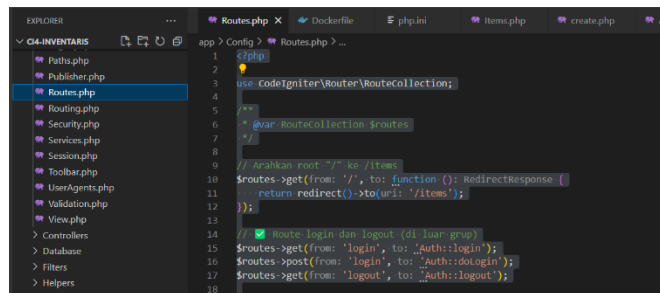 EXPLORER
CI4-INVENTARIS
Paths.php
Publisher.php
Routes.php
Routing.php
Security.php
Services.php
Session.php
Toolbar.php
UserAgents.php
Validation.php
View.php
Controllers
Database
Filters
Helpers
Routes.php Dockerfile php.ini Items.php create.php
app > Config > Routes.php > ...
1 <?php
2
3 use CodeIgniter\Router\RouteCollection;
4
5 /**
6 * @var RouteCollection $routes
7 */
8
9 // Arahkan root "/" ke /items
10 $routes->get(from: '/', to: function (): RedirectResponse {
11 ····return redirect()->to(uri: '/items');
12 });
13
14 // ✅ Route login dan logout (di luar grup)
15 $routes->get(from: 'login', to: 'Auth::login');
16 $routes->post(from: 'login', to: 'Auth::doLogin');
17 $routes->get(from: 'logout', to: 'Auth::logout');
18